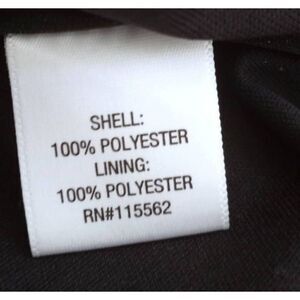 SHELL:
100% POLYESTER
LINING:
100% POLYESTER
RN#115562